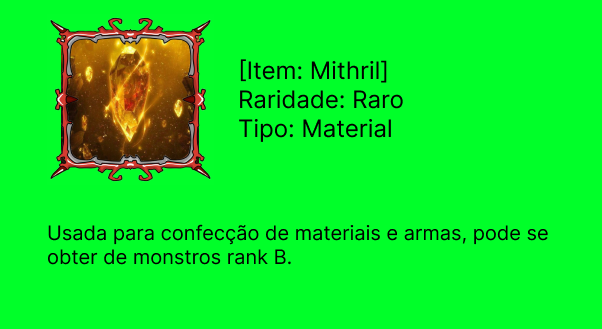 [Item: Mithril]
Raridade: Raro
Tipo: Material
Usada para confecção de materiais e armas, pode se
obter de monstros rank B.